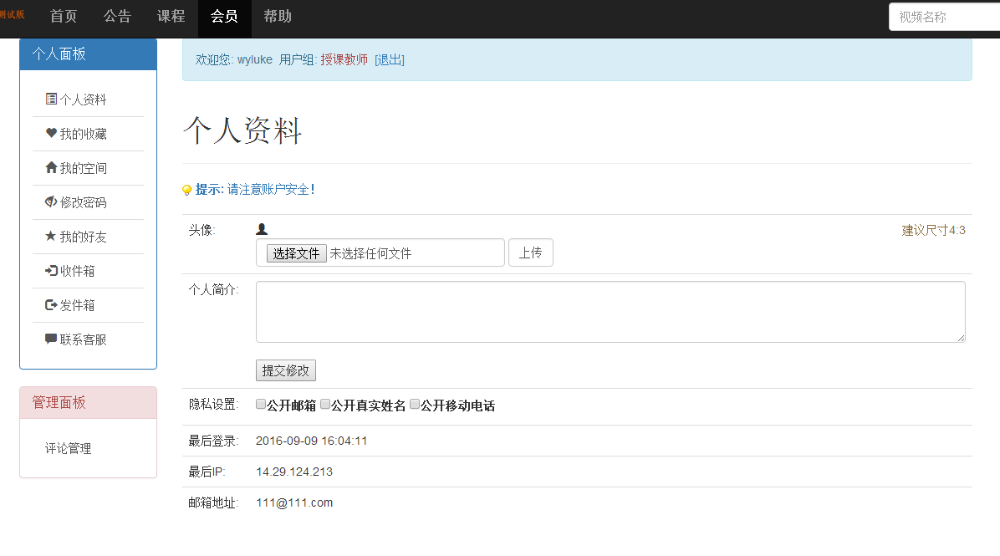 测试版 首页 公告 课程 会员 帮助 视频名称
个人面板
个人资料
我的收藏
我的空间
修改密码
我的好友
收件箱
发件箱
联系客服
管理面板
评论管理
欢迎您: wyluke 用户组: 授课教师 [退出]
个人资料
提示: 请注意账户安全!
头像: 建议尺寸4:3
选择文件 未选择任何文件 上传
个人简介:
提交修改
隐私设置: 公开邮箱 公开真实姓名 公开移动电话
最后登录: 2016-09-09 16:04:11
最后IP: 14.29.124.213
邮箱地址: 111@111.com